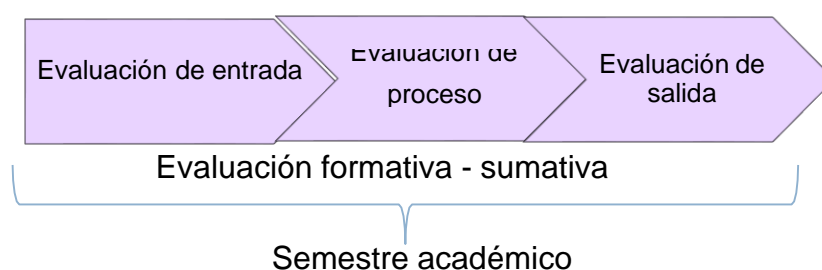 Evaluación de entrada
Evaluación de
proceso
Evaluación de
salida
Evaluación formativa - sumativa
Semestre académico